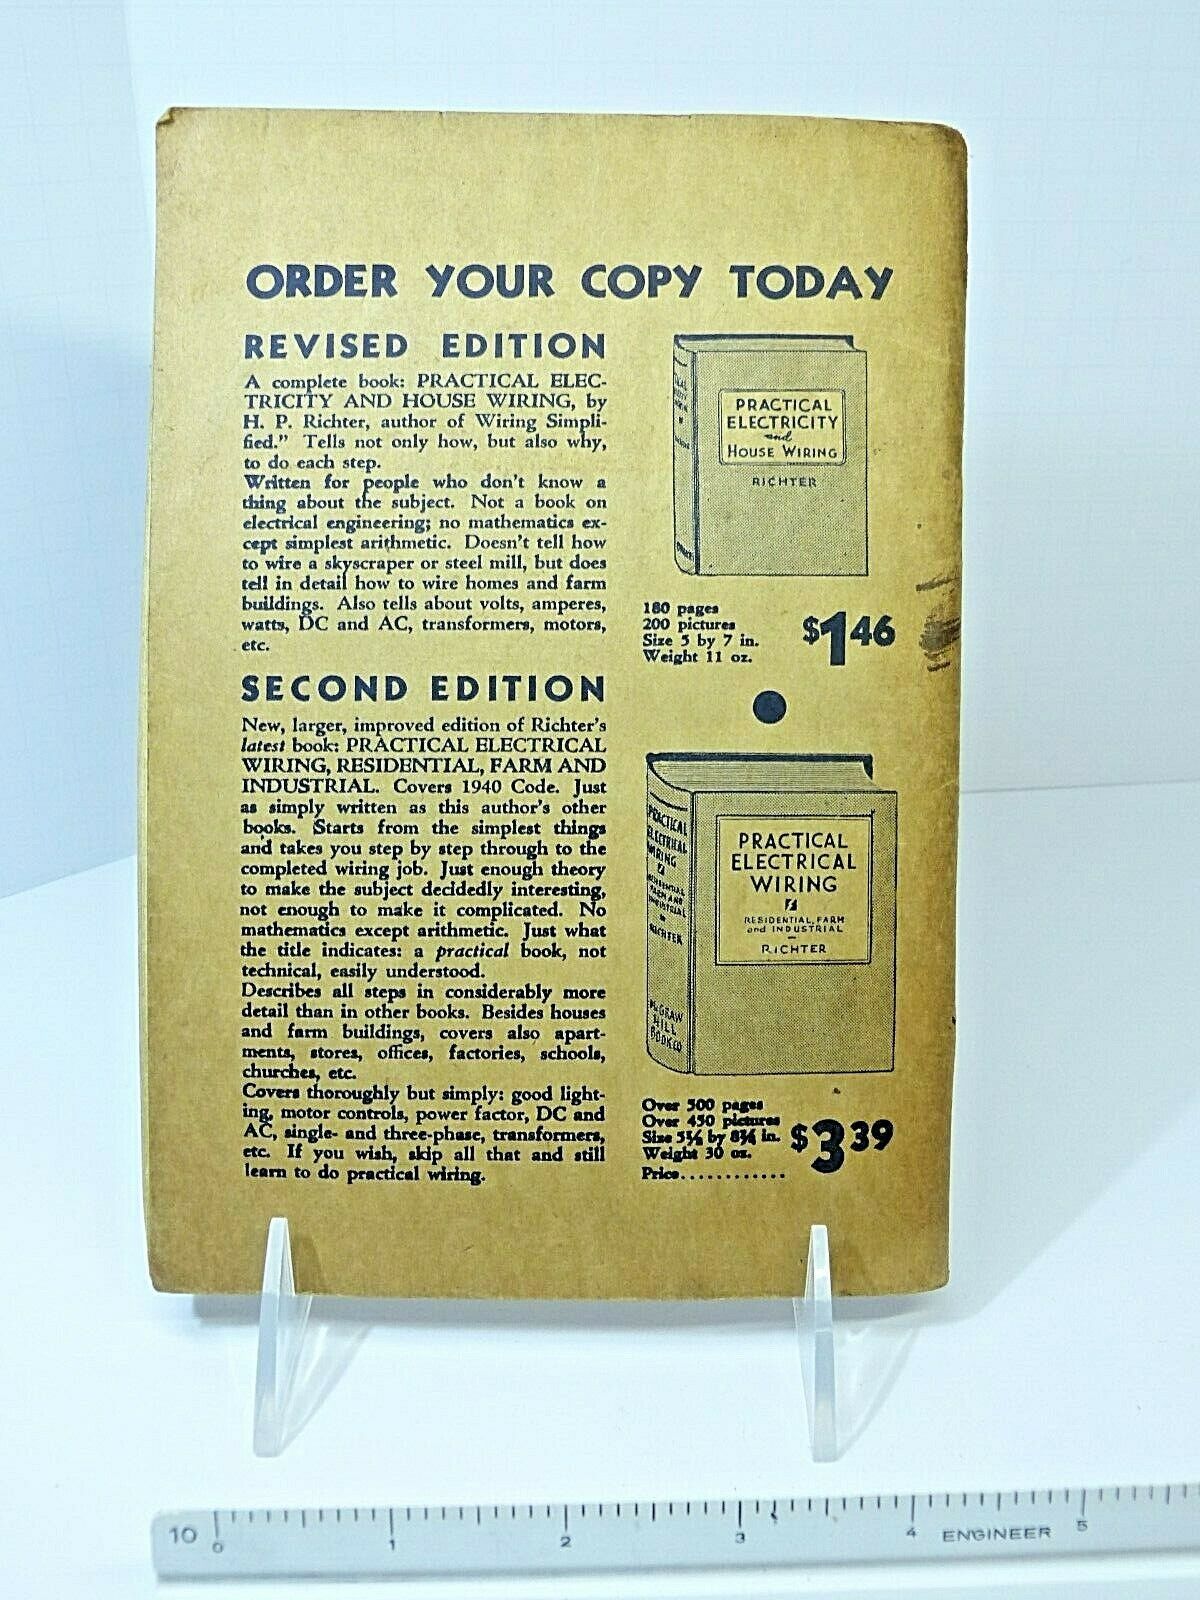 ORDER YOUR COPY TODAY
REVISED EDITION
A complete book: PRACTICAL ELEC-
TRICITY AND HOUSE WIRING, by
H. P. Richter, author of Wiring Simpli-
fied." Tells not only how, but also why,
to do each step.
Written for people who don't know a
thing about the subject. Not a book on
electrical engineering; no mathematics ex-
cept simplest arithmetic. Doesn't tell how
to wire a skyscraper or steel mill, but does
tell in detail how to wire homes and farm
buildings. Also tells about volts, amperes,
watts, DC and AC, transformers, motors,
etc.
PRACTICAL
ELECTRICITY
and
HOUSE WIRING
RICHTER
180 pages
200 pictures
Size 5 by 7 in.
Weight 11 oz.
$1.46
SECOND EDITION
New, larger, improved edition of Richter's
latest book: PRACTICAL ELECTRICAL
WIRING, RESIDENTIAL, FARM AND
INDUSTRIAL. Covers 1940 Code. Just
as simply written as this author's other
books. Starts from the simplest things
and takes you step by step through to the
completed wiring job. Just enough theory
to make the subject decidedly interesting,
not enough to make it complicated. No
mathematics except arithmetic. Just what
the title indicates: a practical book, not
technical, easily understood.
Describes all steps in considerably more
detail than in other books. Besides houses
and farm buildings, covers also apart-
ments, stores, offices, factories, schools,
churches, etc.
Covers thoroughly but simply: good light-
ing, motor controls, power factor, DC and
AC, single- and three-phase, transformers,
etc. If you wish, skip all that and still
learn to do practical wiring.
PRACTICAL
ELECTRICAL
WIRING
RESIDENTIAL, FARM
AND
INDUSTRIAL
RICHTER
McGRAW
HILL
BOOK CO
PRACTICAL
ELECTRICAL
WIRING
RESIDENTIAL, FARM
and INDUSTRIAL
RICHTER
Over 500 pages
Over 450 pictures
Size 5¼ by 8¼ in.
Weight 30 oz.
Price............
$3.39
10 0 1 2 3 4 ENGINEER 5